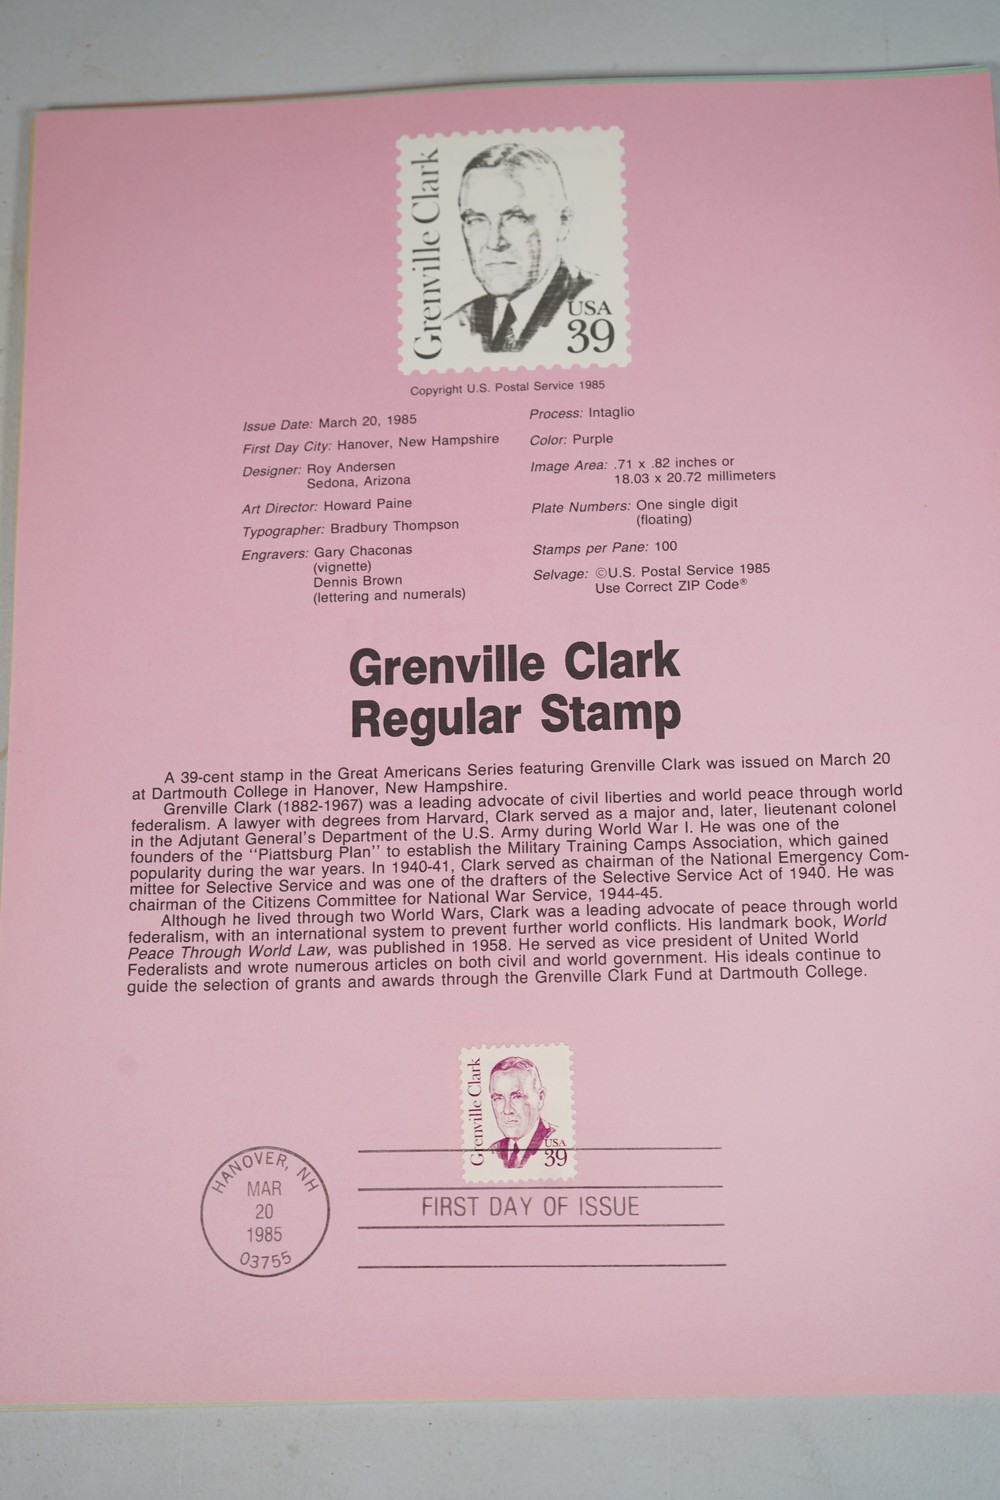 Grenville Clark
USA
39
Copyright U.S. Postal Service 1985
Issue Date: March 20, 1985
First Day City: Hanover, New Hampshire
Designer: Roy Andersen
Sedona, Arizona
Art Director: Howard Paine
Typographer: Bradbury Thompson
Engravers: Gary Chaconas
(vignette)
Dennis Brown
(lettering and numerals)
Process: Intaglio
Color: Purple
Image Area: .71 x .82 inches or
18.03 x 20.72 millimeters
Plate Numbers: One single digit
(floating)
Stamps per Pane: 100
Selvage: ©U.S. Postal Service 1985
Use Correct ZIP Code®
Grenville Clark
Regular Stamp
A 39-cent stamp in the Great Americans Series featuring Grenville Clark was issued on March 20
at Dartmouth College in Hanover, New Hampshire.
Grenville Clark (1882-1967) was a leading advocate of civil liberties and world peace through world
federalism. A lawyer with degrees from Harvard, Clark served as a major and, later, lieutenant colonel
in the Adjutant General's Department of the U.S. Army during World War I. He was one of the
founders of the "Plattsburg Plan" to establish the Military Training Camps Association, which gained
popularity during the war years. In 1940-41, Clark served as chairman of the National Emergency Com-
mittee for Selective Service and was one of the drafters of the Selective Service Act of 1940. He was
chairman of the Citizens Committee for National War Service, 1944-45.
Although he lived through two World Wars, Clark was a leading advocate of peace through world
federalism, with an international system to prevent further world conflicts. His landmark book, World
Peace Through World Law, was published in 1958. He served as vice president of United World
Federalists and wrote numerous articles on both civil and world government. His ideals continue to
guide the selection of grants and awards through the Grenville Clark Fund at Dartmouth College.
Grenville Clark
USA
39
HANOVER, NH
MAR
20
1985
03755
FIRST DAY OF ISSUE